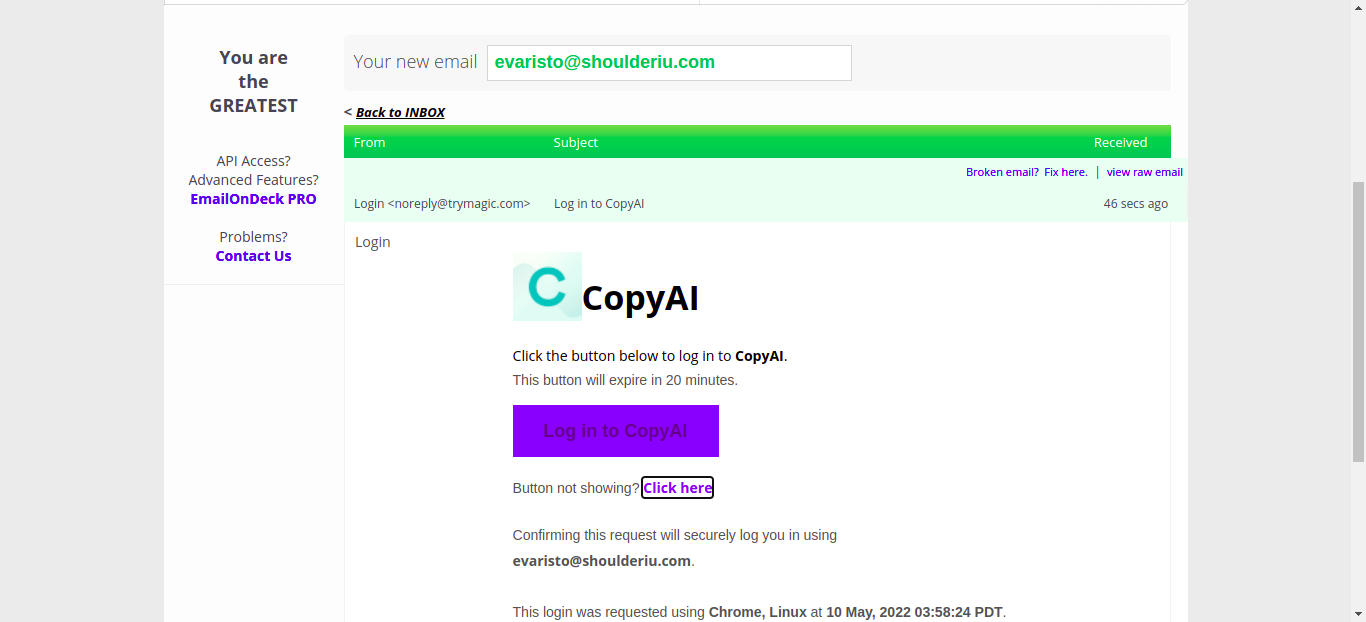 You are
the
GREATEST
API Access?
Advanced Features?
EmailOnDeck PRO
Problems?
Contact Us
Your new email evaristo@shoulderiu.com
< Back to INBOX
From Subject Received
Broken email? Fix here. | view raw email
Login <noreply@trymagic.com> Log in to CopyAI 46 secs ago
Login
C CopyAI
Click the button below to log in to CopyAI.
This button will expire in 20 minutes.
Log in to CopyAI
Button not showing? Click here
Confirming this request will securely log you in using
evaristo@shoulderiu.com.
This login was requested using Chrome, Linux at 10 May, 2022 03:58:24 PDT.